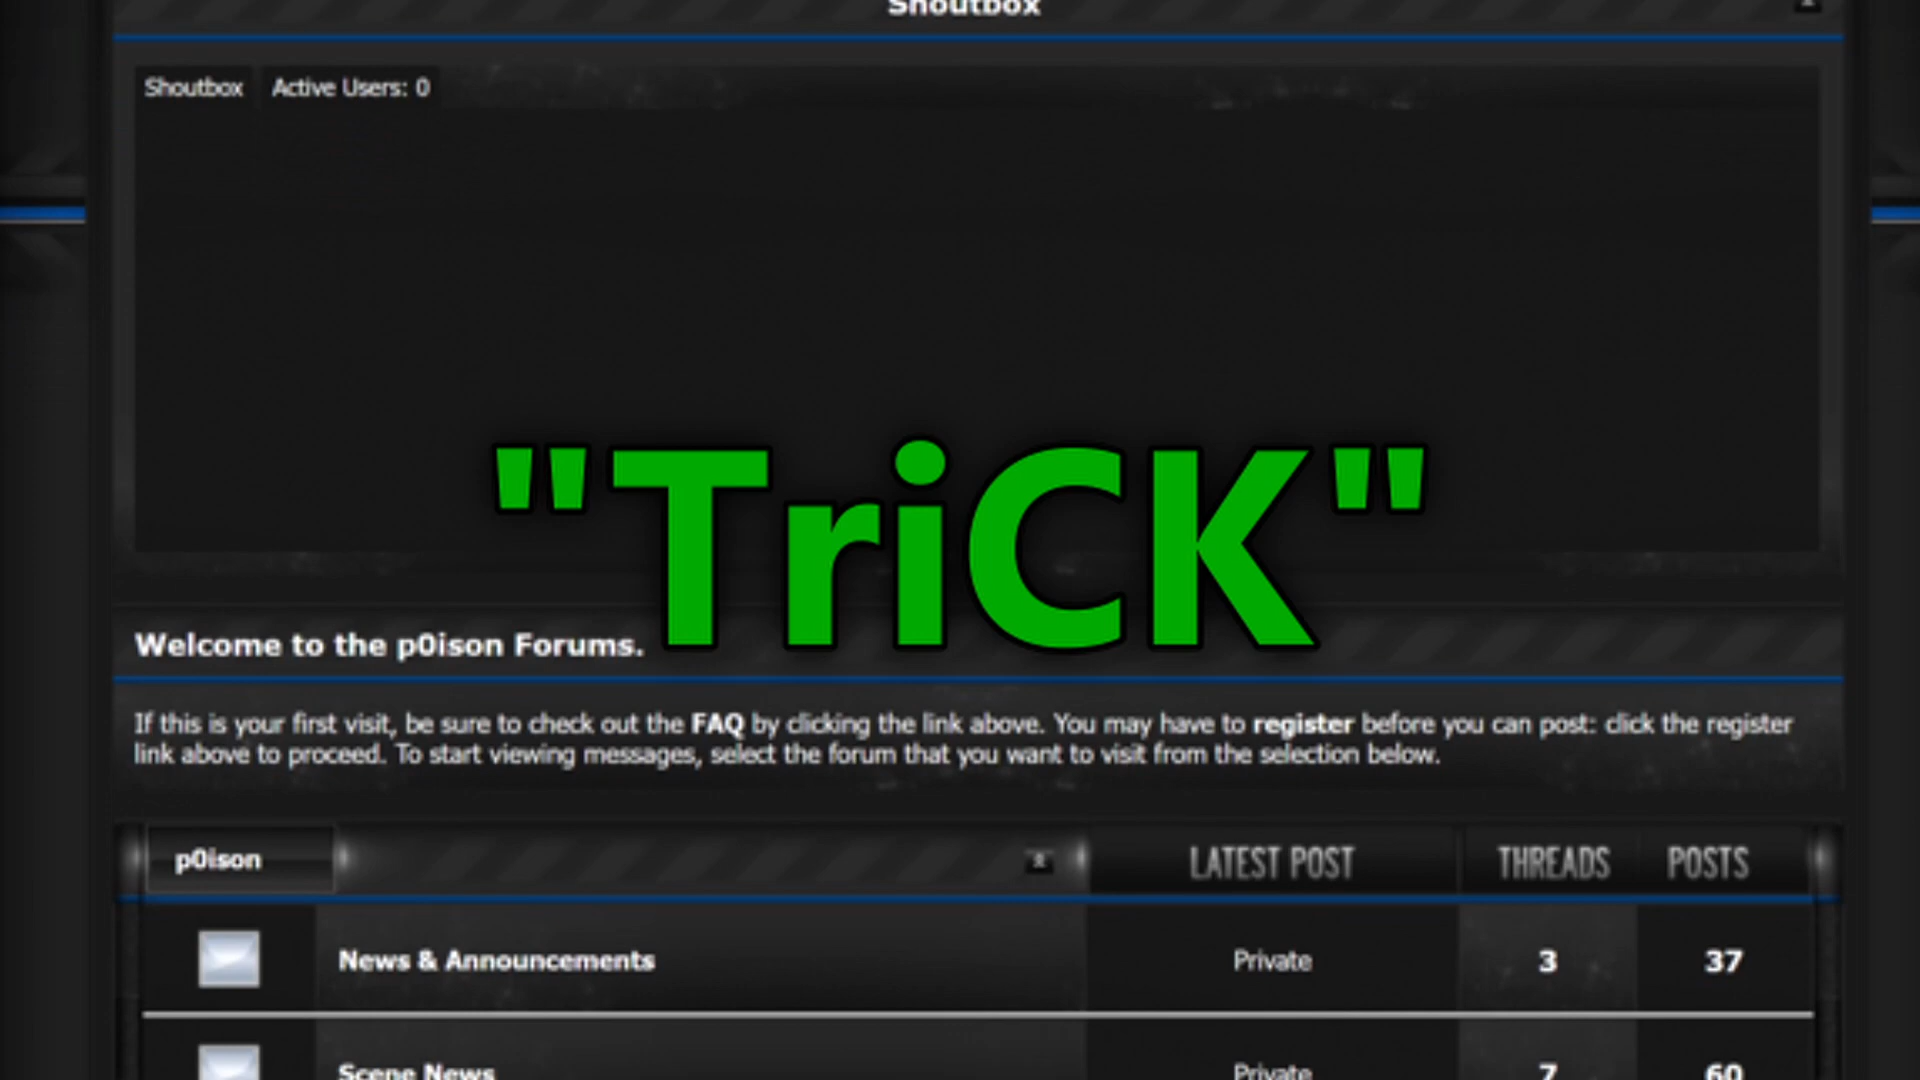 Shoutbox
Shoutbox Active Users: 0
"TriCK"
Welcome to the p0ison Forums.
If this is your first visit, be sure to check out the FAQ by clicking the link above. You may have to register before you can post: click the register
link above to proceed. To start viewing messages, select the forum that you want to visit from the selection below.
p0ison LATEST POST THREADS POSTS
News & Announcements Private 3 37
Scene News Private 7 60